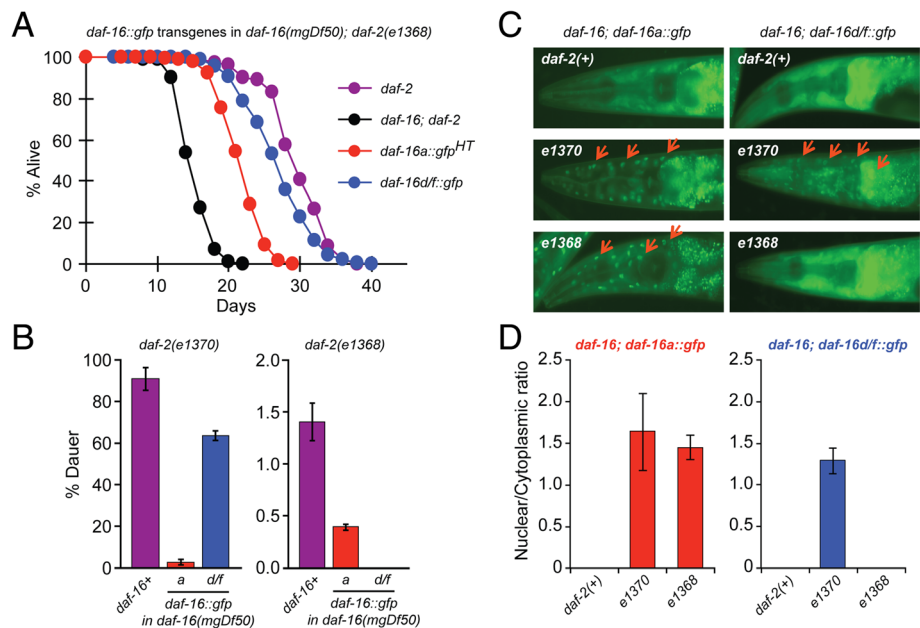 A
daf-16::gfp transgenes in daf-16(mgDf50); daf-2(e1368)
100
80
60
40
20
0
% Alive
0 10 20 30 40
Days
daf-2
daf-16; daf-2
daf-16a::gfpHT
daf-16d/f::gfp
B
daf-2(e1370)
100
80
60
40
20
0
% Dauer
daf-16+
a d/f
daf-16::gfp
in daf-16(mgDf50)
daf-2(e1368)
2.0
1.5
1.0
0.5
0.0
daf-16+
a d/f
daf-16::gfp
in daf-16(mgDf50)
C
daf-16; daf-16a::gfp daf-16; daf-16d/f::gfp
daf-2(+) daf-2(+)
e1370 e1370
e1368 e1368
D
daf-16; daf-16a::gfp
2.5
2.0
1.5
1.0
0.5
0
Nuclear/Cytoplasmic ratio
daf-2(+) e1370 e1368
daf-16; daf-16d/f::gfp
2.5
2.0
1.5
1.0
0.5
0
daf-2(+) e1370 e1368